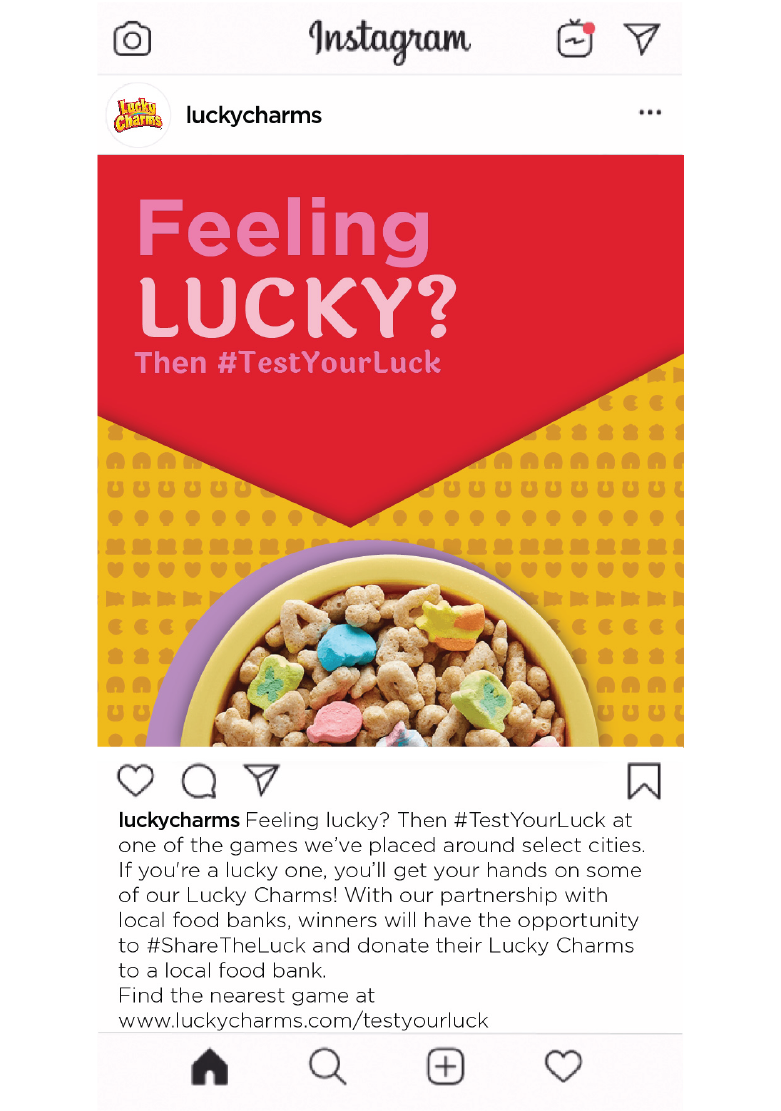 Instagram
Lucky
Charms
luckycharms
Feeling
LUCKY?
Then #TestYourLuck
luckycharms Feeling lucky? Then #TestYourLuck at
one of the games we’ve placed around select cities.
If you're a lucky one, you’ll get your hands on some
of our Lucky Charms! With our partnership with
local food banks, winners will have the opportunity
to #ShareTheLuck and donate their Lucky Charms
to a local food bank.
Find the nearest game at
www.luckycharms.com/testyourluck